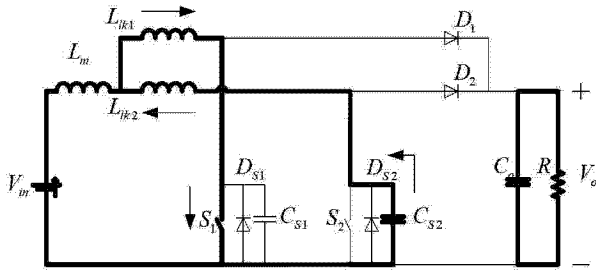 L_lk1
D_1
L_m
D_2
+
L_lk2
V_in
D_S1
D_S2
C_o
R
V_o
S_1
C_S1
S_2
C_S2
−